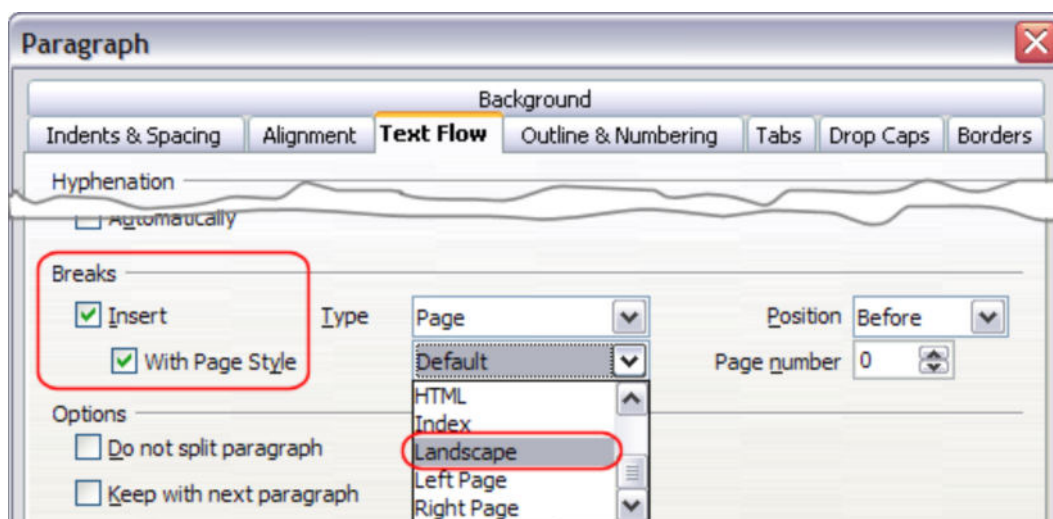 Paragraph
Background
Indents & Spacing Alignment Text Flow Outline & Numbering Tabs Drop Caps Borders
Hyphenation
Automatically
Breaks
Insert Type Page Position Before
With Page Style Default Page number 0
HTML
Index
Options
Landscape
Do not split paragraph
Left Page
Keep with next paragraph
Right Page